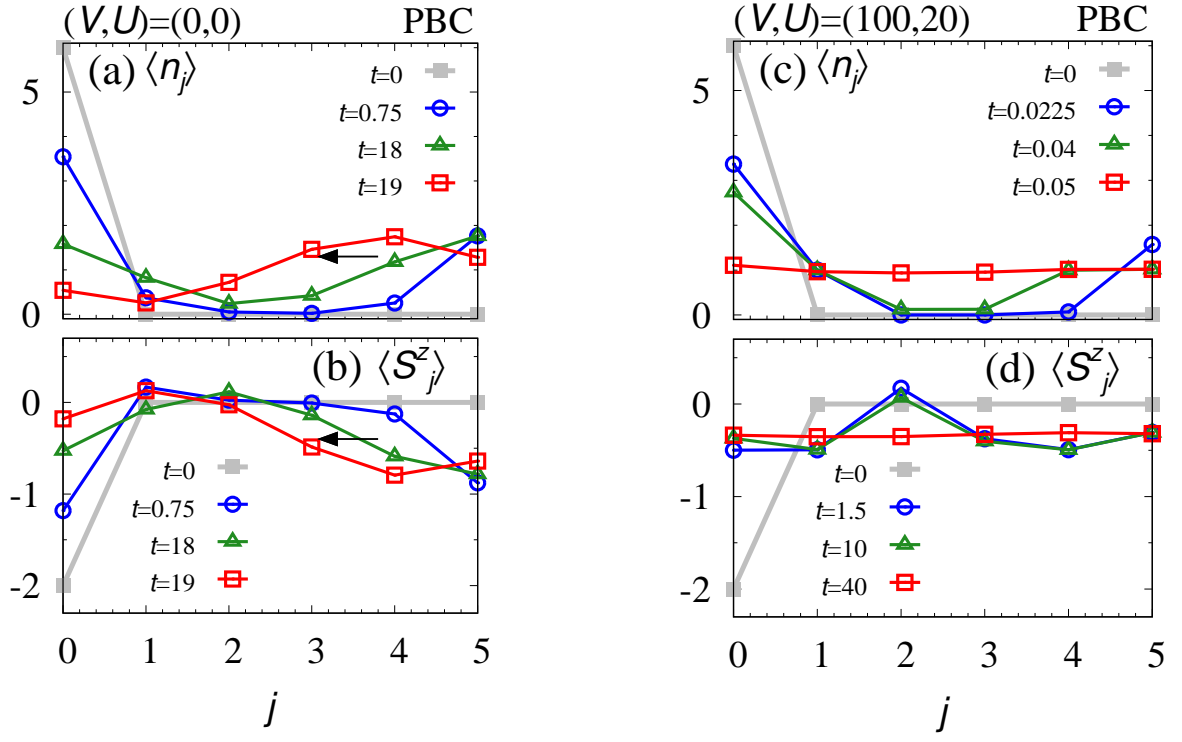 (V,U)=(0,0) PBC
(a) ⟨n_j⟩
t=0
t=0.75
t=18
t=19
5
0
(b) ⟨S^z_j⟩
t=0
t=0.75
t=18
t=19
0
-1
-2
0 1 2 3 4 5
j
(V,U)=(100,20) PBC
(c) ⟨n_j⟩
t=0
t=0.0225
t=0.04
t=0.05
5
0
(d) ⟨S^z_j⟩
t=0
t=1.5
t=10
t=40
0
-1
-2
0 1 2 3 4 5
j